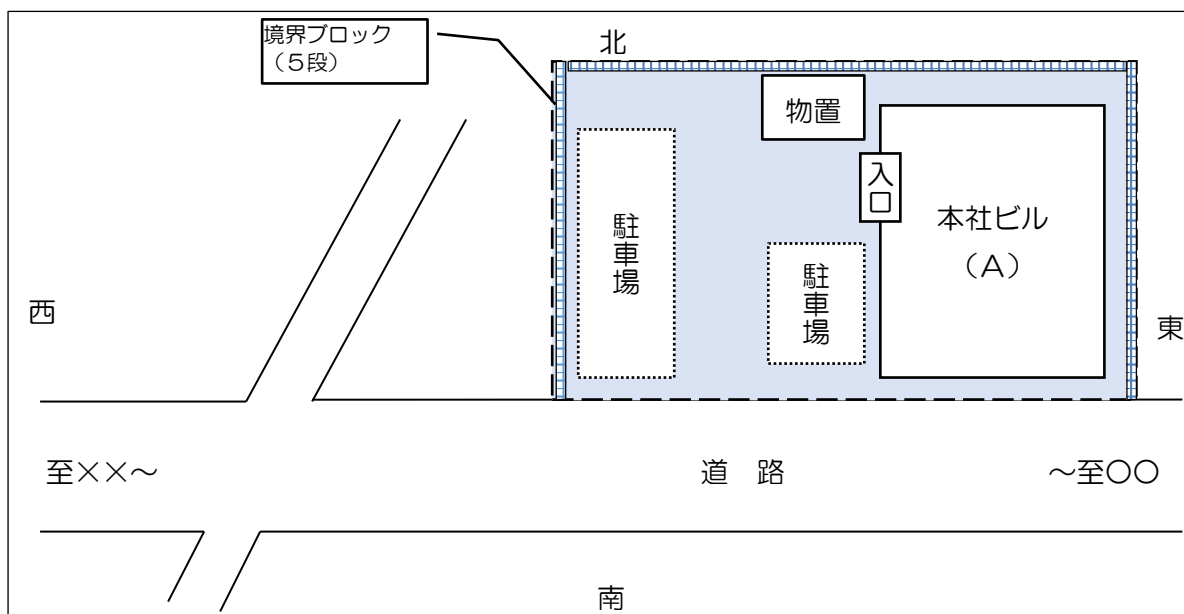 境界ブロック
（５段）
北
物置
入口
本社ビル
（Ａ）
駐車場
駐車場
西
東
至××～
道　路
～至〇〇
南